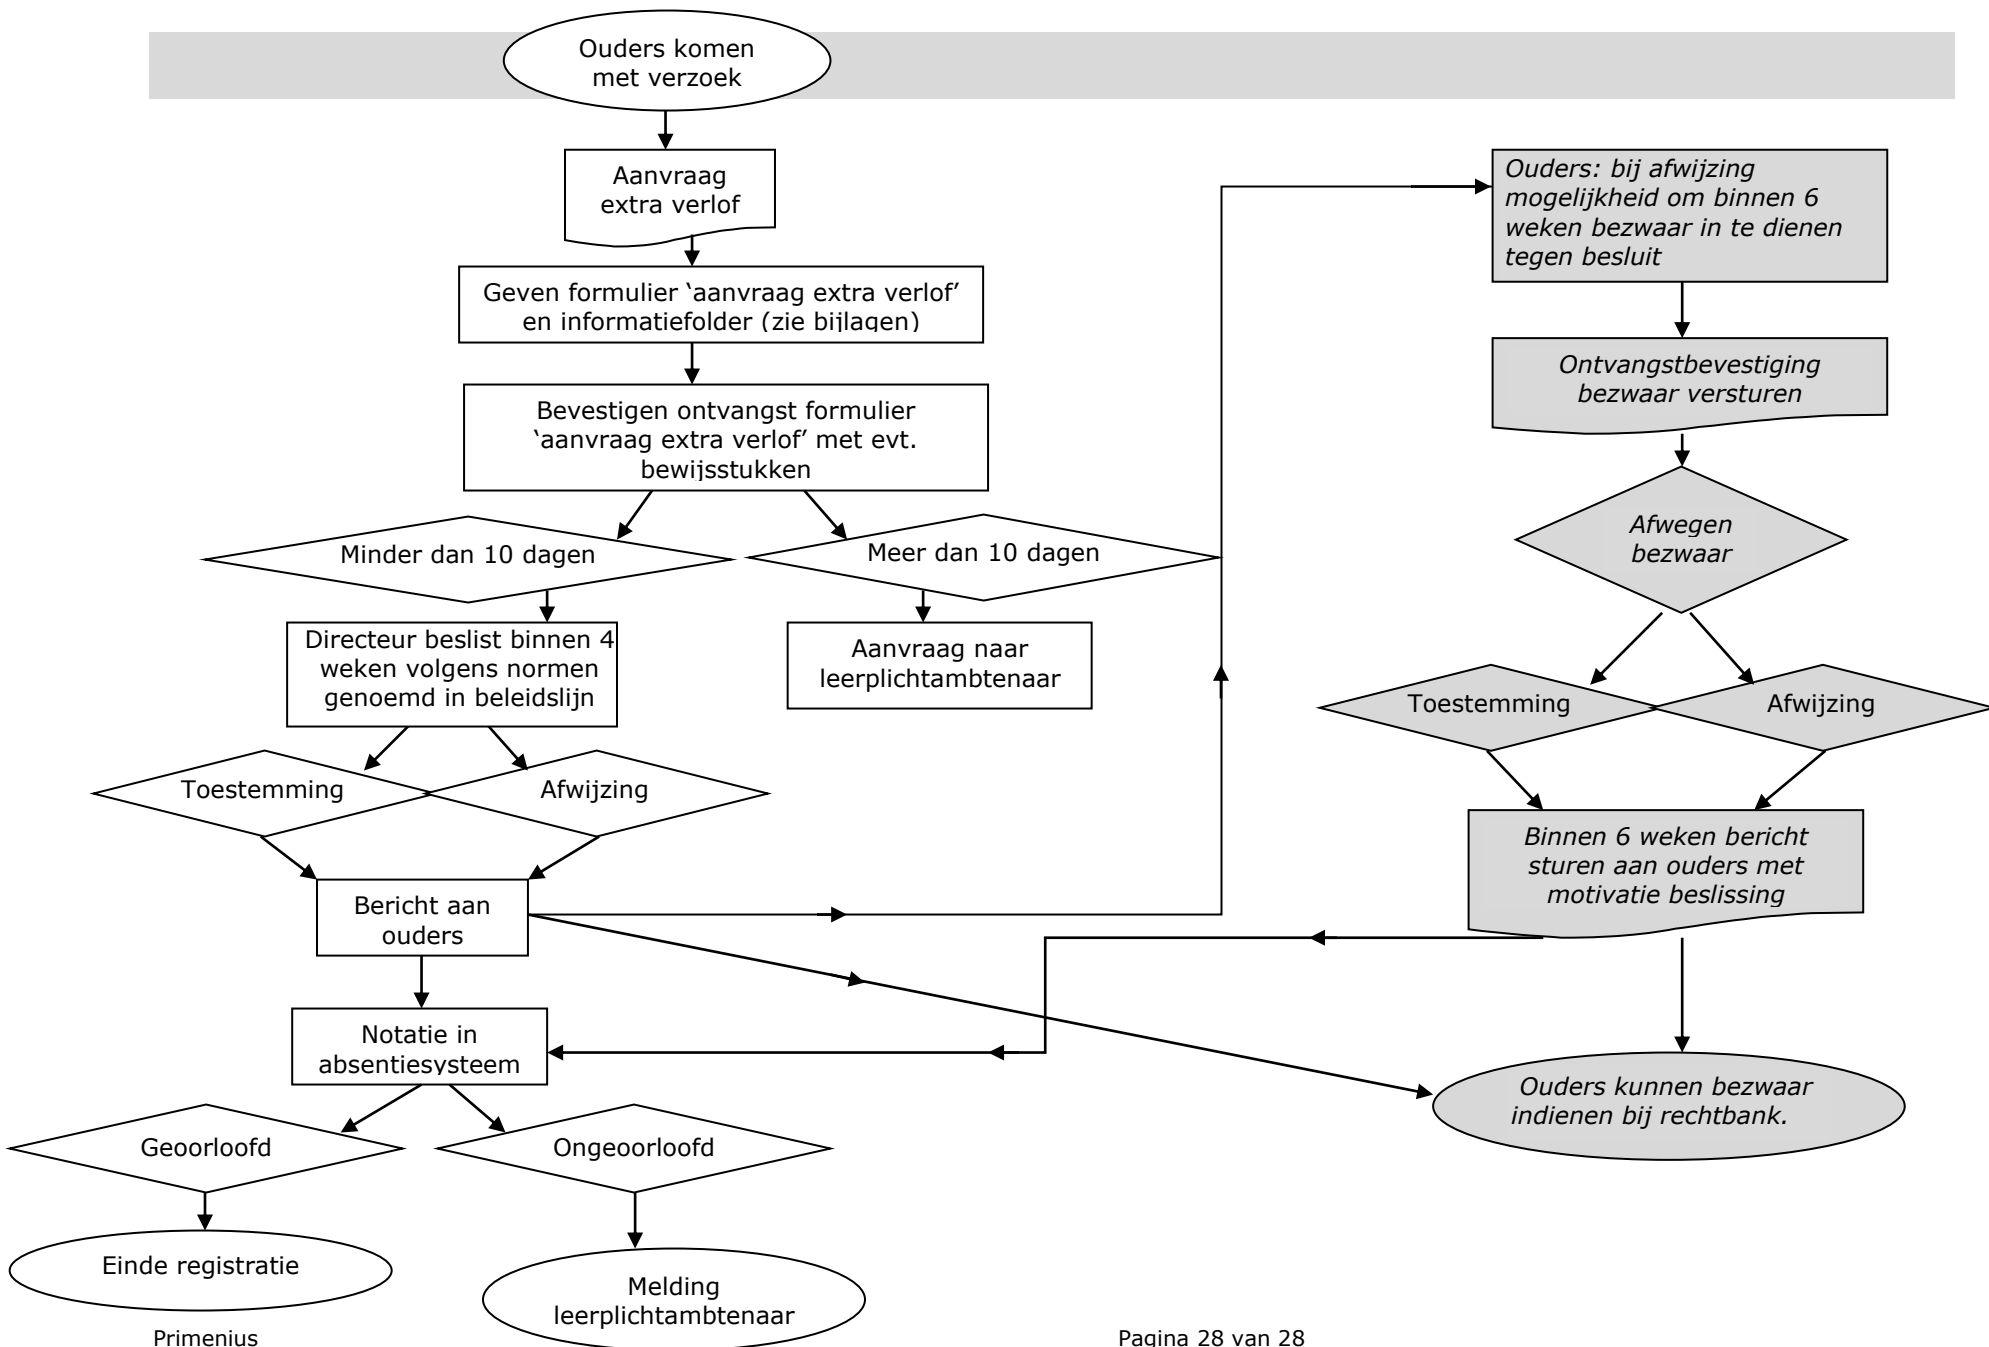 Ouders komen
met verzoek
Aanvraag
extra verlof
Geven formulier ‘aanvraag extra verlof’
en informatiefolder (zie bijlagen)
Bevestigen ontvangst formulier
‘aanvraag extra verlof’ met evt.
bewijsstukken
Minder dan 10 dagen
Meer dan 10 dagen
Directeur beslist binnen 4
weken volgens normen
genoemd in beleidslijn
Aanvraag naar
leerplichtambtenaar
Toestemming
Afwijzing
Bericht aan
ouders
Notatie in
absentiesysteem
Geoorloofd
Ongeoorloofd
Einde registratie
Melding
leerplichtambtenaar
Ouders: bij afwijzing
mogelijkheid om binnen 6
weken bezwaar in te dienen
tegen besluit
Ontvangstbevestiging
bezwaar versturen
Afwegen
bezwaar
Toestemming
Afwijzing
Binnen 6 weken bericht
sturen aan ouders met
motivatie beslissing
Ouders kunnen bezwaar
indienen bij rechtbank.
Primenius
Pagina 28 van 28